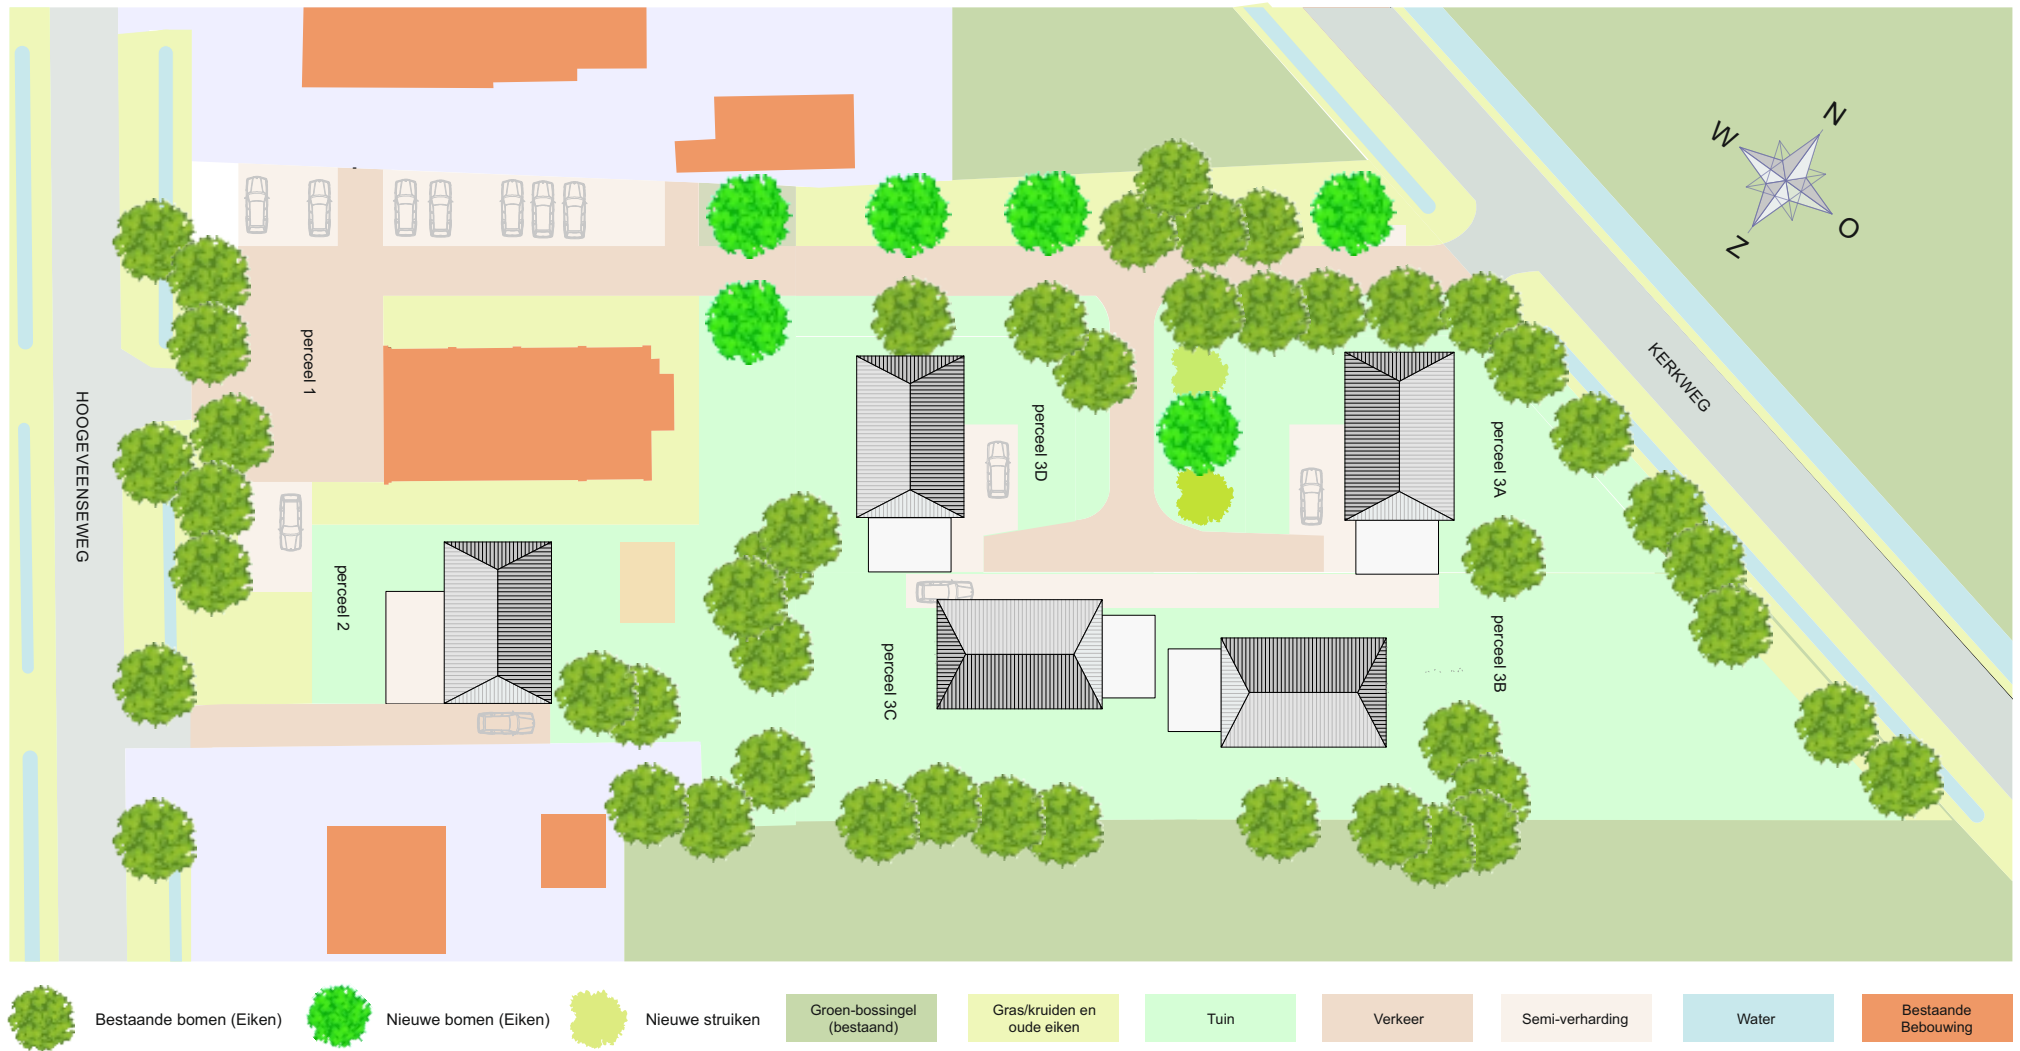 N
W
O
Z
HOOGEVEENSEWEG
KERKWEG
perceel 1
perceel 2
perceel 3D
perceel 3A
perceel 3C
perceel 3B
Bestaande bomen (Eiken)
Nieuwe bomen (Eiken)
Nieuwe struiken
Groen-bossingel
(bestaand)
Gras/kruiden en
oude eiken
Tuin
Verkeer
Semi-verharding
Water
Bestaande
Bebouwing